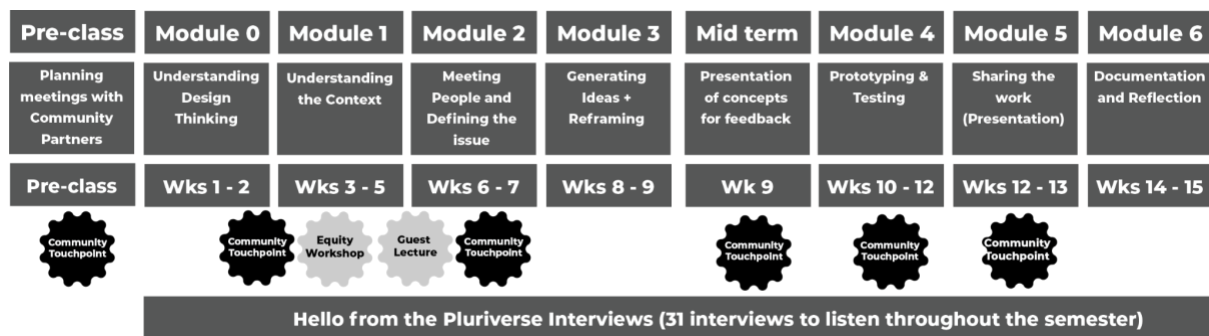 Pre-class
Module 0
Module 1
Module 2
Module 3
Mid term
Module 4
Module 5
Module 6
Planning
meetings with
Community
Partners
Understanding
Design
Thinking
Understanding
the Context
Meeting
People and
Defining the
issue
Generating
Ideas +
Reframing
Presentation
of concepts
for feedback
Prototyping &
Testing
Sharing the
work
(Presentation)
Documentation
and Reflection
Pre-class
Wks 1 - 2
Wks 3 - 5
Wks 6 - 7
Wks 8 - 9
Wk 9
Wks 10 - 12
Wks 12 - 13
Wks 14 - 15
Community
Touchpoint
Community
Touchpoint
Equity
Workshop
Guest
Lecture
Community
Touchpoint
Community
Touchpoint
Community
Touchpoint
Community
Touchpoint
Hello from the Pluriverse Interviews (31 interviews to listen throughout the semester)